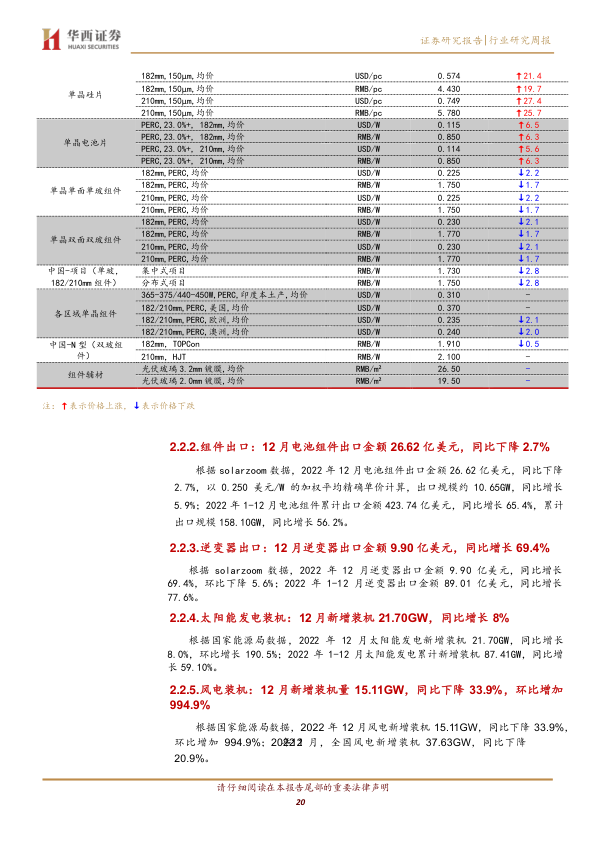 华西证券
HUAXI SECURITIES
证券研究报告|行业研究周报
单晶硅片
182mm,150μm,均价 USD/pc 0.574 ↑21.4
182mm,150μm,均价 RMB/pc 4.430 ↑19.7
210mm,150μm,均价 USD/pc 0.749 ↑27.4
210mm,150μm,均价 RMB/pc 5.780 ↑25.7
单晶电池片
PERC,23.0%+, 182mm,均价 USD/W 0.115 ↑6.5
PERC,23.0%+, 182mm,均价 RMB/W 0.850 ↑6.3
PERC,23.0%+, 210mm,均价 USD/W 0.114 ↑5.6
PERC,23.0%+, 210mm,均价 RMB/W 0.850 ↑6.3
单晶单面单玻组件
182mm,PERC,均价 USD/W 0.225 ↓2.2
182mm,PERC,均价 RMB/W 1.750 ↓1.7
210mm,PERC,均价 USD/W 0.225 ↓2.2
210mm,PERC,均价 RMB/W 1.750 ↓1.7
单晶双面双玻组件
182mm,PERC,均价 USD/W 0.230 ↓2.1
182mm,PERC,均价 RMB/W 1.770 ↓1.7
210mm,PERC,均价 USD/W 0.230 ↓2.1
210mm,PERC,均价 RMB/W 1.770 ↓1.7
中国-项目（单玻,
182/210mm 组件）
集中式项目 RMB/W 1.730 ↓2.8
分布式项目 RMB/W 1.750 ↓2.8
各区域单晶组件
365-375/440-450W,PERC,印度本土产,均价 USD/W 0.310 -
182/210mm,PERC,美国,均价 USD/W 0.370 -
182/210mm,PERC,欧洲,均价 USD/W 0.235 ↓2.1
182/210mm,PERC,澳洲,均价 USD/W 0.240 ↓2.0
中国-N 型（双玻组
件）
182mm, TOPCon RMB/W 1.910 ↓0.5
210mm, HJT RMB/W 2.100 -
组件辅材
光伏玻璃 3.2mm 镀膜,均价 RMB/m² 26.50 -
光伏玻璃 2.0mm 镀膜,均价 RMB/m² 19.50 -
注：↑表示价格上涨，↓表示价格下跌
2.2.2.组件出口：12 月电池组件出口金额 26.62 亿美元，同比下降 2.7%
根据 solarzoom 数据，2022 年 12 月电池组件出口金额 26.62 亿美元，同比下降
2.7%，以 0.250 美元/W 的加权平均精确单价计算，出口规模约 10.65GW，同比增长
5.9%；2022 年 1-12 月电池组件累计出口金额 423.74 亿美元，同比增长 65.4%，累计
出口规模 158.10GW，同比增长 56.2%。
2.2.3.逆变器出口：12 月逆变器出口金额 9.90 亿美元，同比增长 69.4%
根据 solarzoom 数据，2022 年 12 月逆变器出口金额 9.90 亿美元，同比增长
69.4%，环比下降 5.6%；2022 年 1-12 月逆变器出口金额 89.01 亿美元，同比增长
77.6%。
2.2.4.太阳能发电装机：12 月新增装机 21.70GW，同比增长 8%
根据国家能源局数据，2022 年 12 月太阳能发电新增装机 21.70GW，同比增长
8.0%，环比增长 190.5%；2022 年 1-12 月太阳能发电累计新增装机 87.41GW，同比增
长 59.10%。
2.2.5.风电装机：12 月新增装机量 15.11GW，同比下降 33.9%，环比增加
994.9%
根据国家能源局数据，2022 年 12 月风电新增装机 15.11GW，同比下降 33.9%，
环比增加 994.9%；月，全国风电新增装机 37.63GW，同比下降
20.9%。
请仔细阅读在本报告尾部的重要法律声明
20